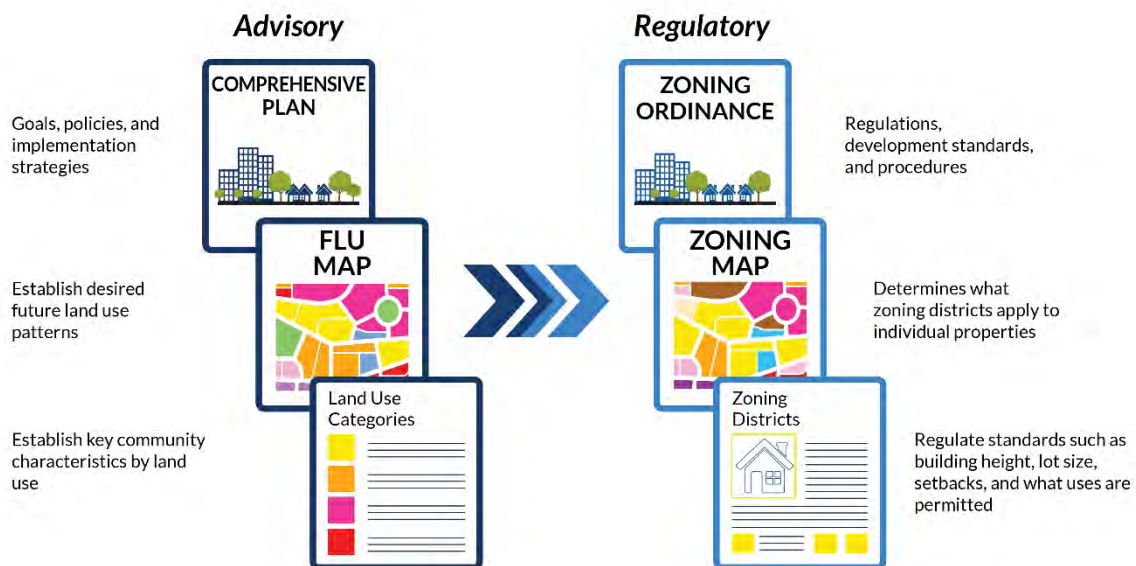 Advisory
Regulatory
COMPREHENSIVE
PLAN
Goals, policies, and
implementation
strategies
ZONING
ORDINANCE
Regulations,
development standards,
and procedures
FLU
MAP
Establish desired
future land use
patterns
ZONING
MAP
Determines what
zoning districts apply to
individual properties
Land Use
Categories
Establish key community
characteristics by land
use
Zoning
Districts
Regulate standards such as
building height, lot size,
setbacks, and what uses are
permitted